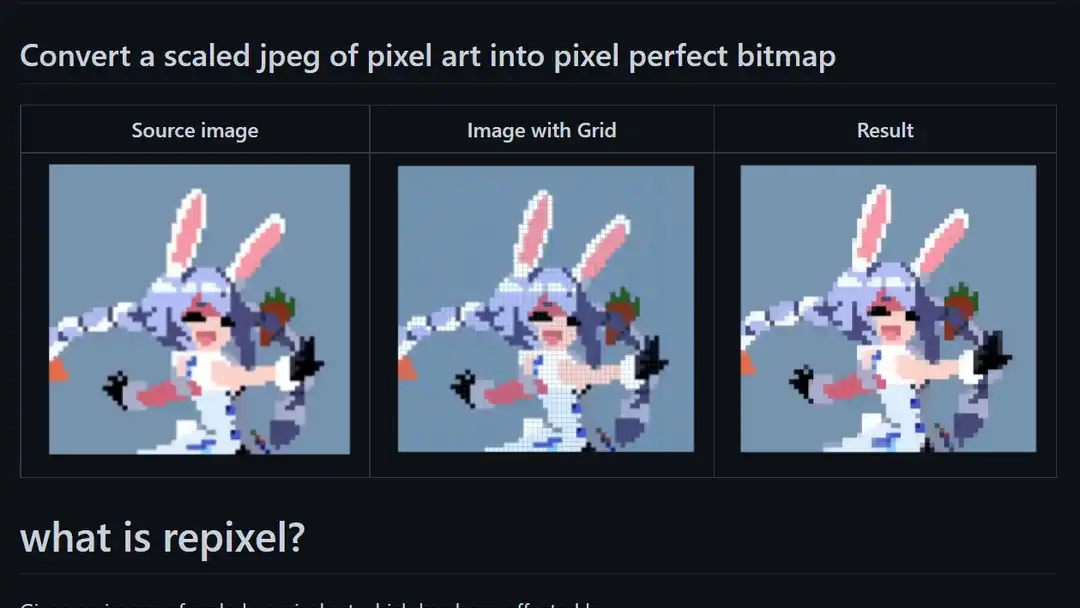 Convert a scaled jpeg of pixel art into pixel perfect bitmap
Source image
Image with Grid
Result
what is repixel?